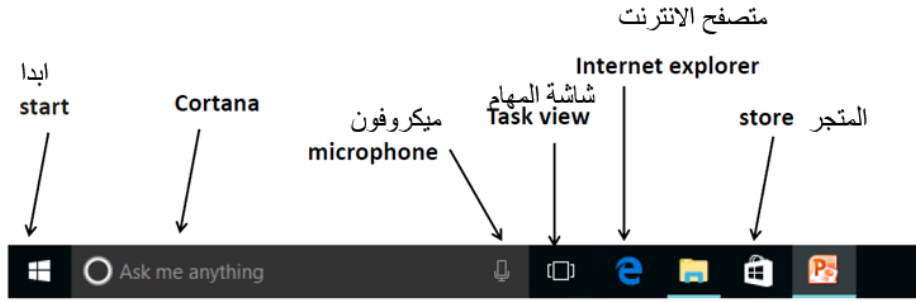 متصفح الانترنت
Internet explorer
ابدا
start
Cortana
شاشة المهام
Task view
ميكروفون
microphone
store المتجر
Ask me anything